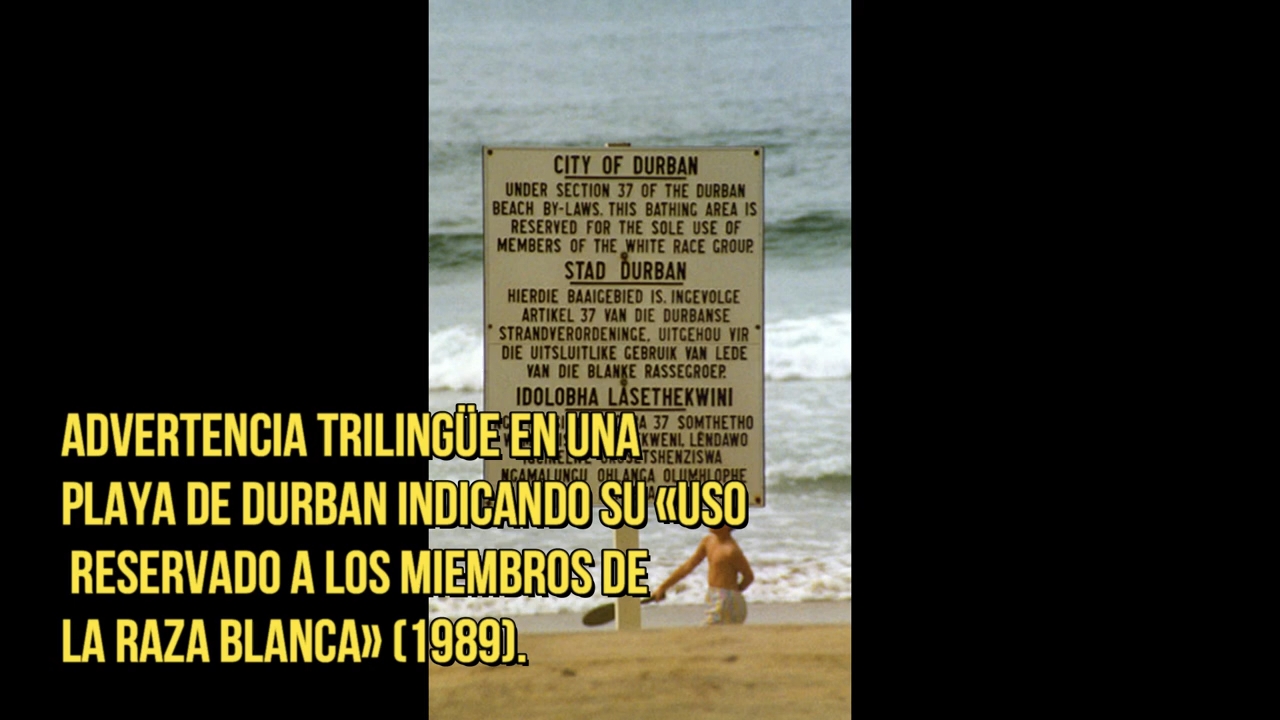 CITY OF DURBAN
UNDER SECTION 37 OF THE DURBAN
BEACH BY-LAWS. THIS BATHING AREA IS
RESERVED FOR THE SOLE USE OF
MEMBERS OF THE WHITE RACE GROUP.
STAD DURBAN
HIERDIE BAAIGEBIED IS. INGEVOLGE
ARTIKEL 37 VAN DIE DURBANSE
STRANDVERORDENINGE, UITGEHOU VIR
DIE UITSLUITLIKE GEBRUIK VAN LEDE
VAN DIE BLANKE RASSEGROEP.
IDOLOBHA LASETHEKWINI
37 SOMTHETHO
LENDAWO
NGAMALUNGU OHLANGA OLUMHLOPHE
ADVERTENCIA TRILINGÜE EN UNA
PLAYA DE DURBAN INDICANDO SU «USO
RESERVADO A LOS MIEMBROS DE
LA RAZA BLANCA» (1989).